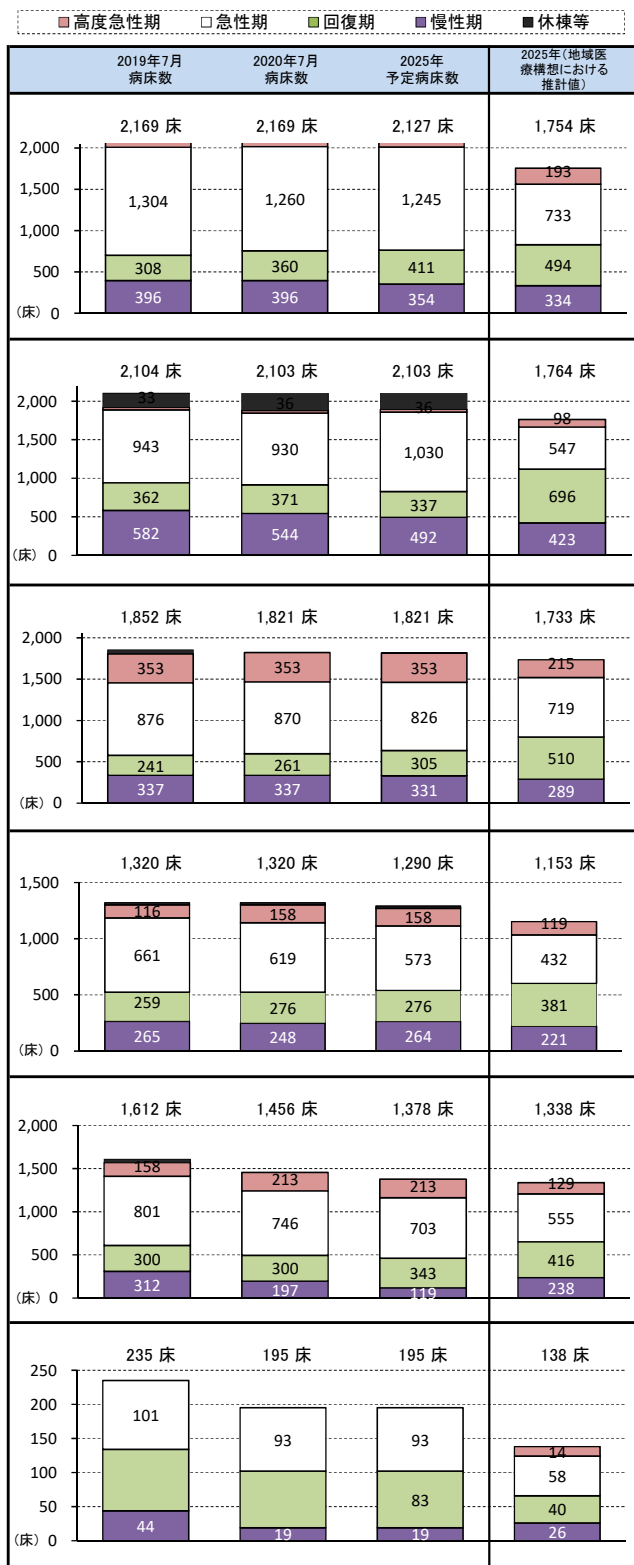 高度急性期 急性期 回復期 慢性期 休棟等
2019年7月 病床数
2020年7月 病床数
2025年 予定病床数
2025年(地域医療構想における推計値)
2,169 床 2,169 床 2,127 床 1,754 床
2,000
193
1,500
1,304 1,260 1,245 733
1,000
308 360 411 494
500
396 396 354 334
(床) 0
2,104 床 2,103 床 2,103 床 1,764 床
33 36 36
2,000
98
1,500
943 930 1,030 547
1,000
362 371 337 696
500
582 544 492 423
(床) 0
1,852 床 1,821 床 1,821 床 1,733 床
2,000
353 353 353 215
1,500
876 870 826 719
1,000
241 261 305 510
500
337 337 331 289
(床) 0
1,320 床 1,320 床 1,290 床 1,153 床
1,500
116 158 158 119
1,000
661 619 573 432
500
259 276 276 381
265 248 264 221
(床) 0
1,612 床 1,456 床 1,378 床 1,338 床
2,000
158 213 213 129
1,500
801 746 703 555
1,000
300 300 343 416
500
312 197 119 238
(床) 0
235 床 195 床 195 床 138 床
250
200
101 93 93 14
150
58
100
83 40
50
44 19 19 26
(床) 0